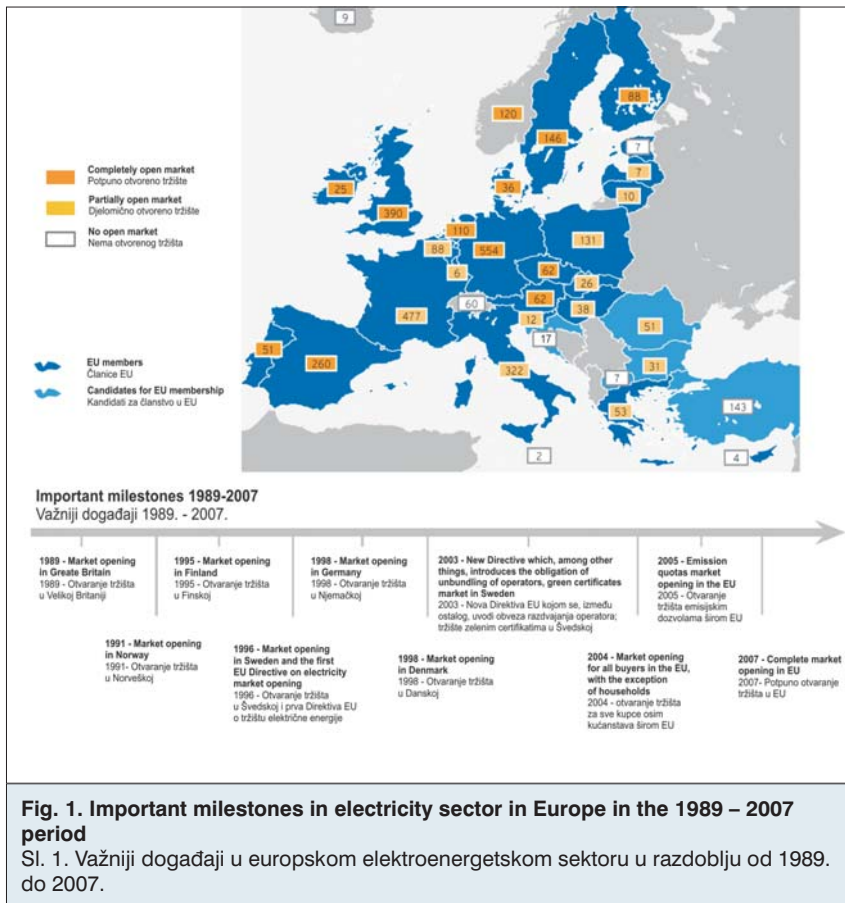 9
88
120
146
7
7
10
36
25
390
110
554
131
88
6
62
26
60
62
38
12
477
17
51
51
260
322
7
31
53
143
2
4
Completely open market
Potpuno otvoreno tržište
Partially open market
Djelomično otvoreno tržište
No open market
Nema otvorenog tržišta
EU members
Članice EU
Candidates for EU membership
Kandidati za članstvo u EU
Important milestones 1989-2007
Važniji događaji 1989. - 2007.
1989 - Market opening
in Greate Britain
1989 - Otvaranje tržišta
u Velikoj Britaniji
1995 - Market opening
in Finland
1995 - Otvaranje tržišta
u Finskoj
1998 - Market opening
in Germany
1998 - Otvaranje tržišta
u Njemačkoj
2003 - New Directive which, among other
things, introduces the obligation of
unbundling of operators, green certificates
market in Sweden
2003 - Nova Direktiva EU kojom se, između
ostalog, uvodi obveza razdvajanja operatora;
tržište zelenim certifikatima u Švedskoj
2005 - Emission
quotas market
opening in the EU
2005 - Otvaranje
tržišta emisijskim
dozvolama širom EU
1991 - Market opening
in Norway
1991- Otvaranje tržišta
u Norveškoj
1996 - Market opening
in Sweden and the first
EU Directive on electricity
market opening
1996 - Otvaranje tržišta
u Švedskoj i prva Direktiva EU
o tržištu električne energije
1998 - Market opening
in Denmark
1998 - Otvaranje tržišta
u Danskoj
2004 - Market opening
for all buyers in the EU,
with the exception
of households
2004 - otvaranje tržišta
za sve kupce osim
kućanstava širom EU
2007 - Complete market
opening in EU
2007- Potpuno otvaranje
tržišta u EU
Fig. 1. Important milestones in electricity sector in Europe in the 1989 – 2007
period
Sl. 1. Važniji događaji u europskom elektroenergetskom sektoru u razdoblju od 1989.
do 2007.